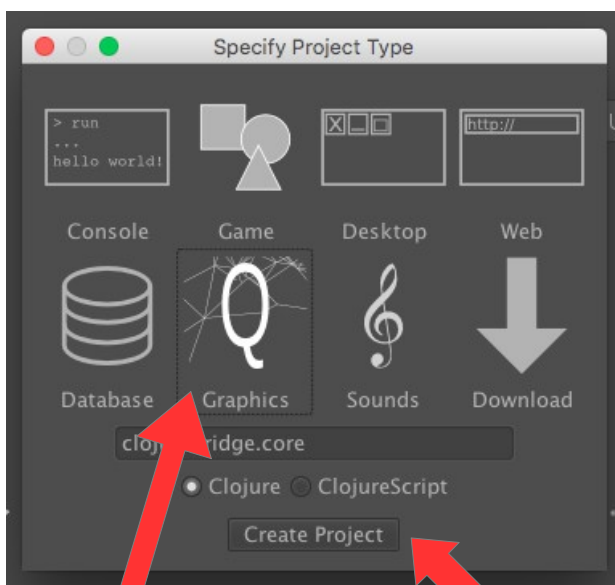 Specify Project Type
> run
...
hello world!
http://
Console Game Desktop Web
Q
Database Graphics Sounds Download
Clojure ClojureScript
Create Project